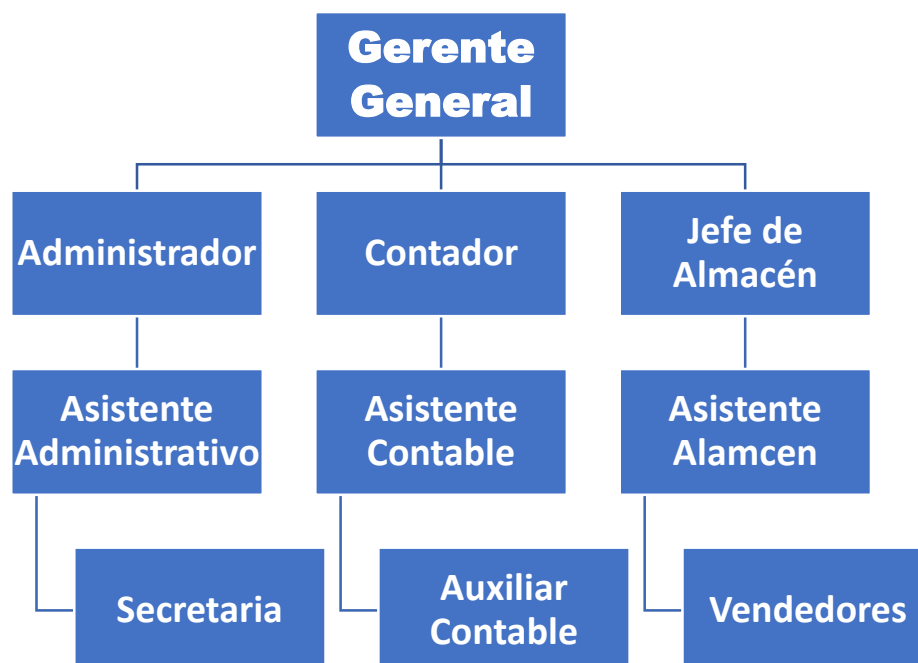 Gerente
General
Administrador
Contador
Jefe de
Almacén
Asistente
Administrativo
Asistente
Contable
Asistente
Alamcen
Secretaria
Auxiliar
Contable
Vendedores